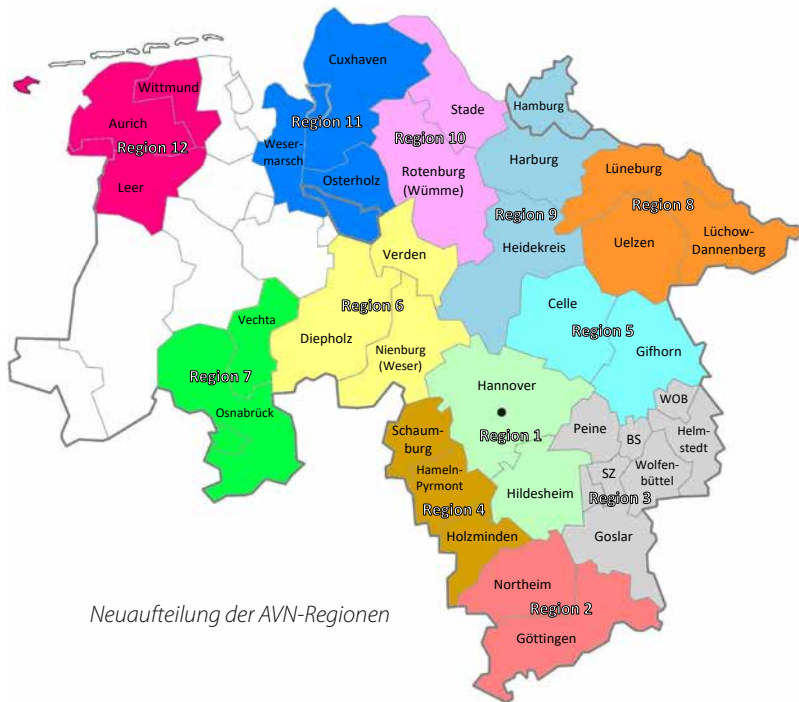 Cuxhaven
Wittmund
Hamburg
Stade
Aurich
Region 11
Region 10
Weser-
marsch
Region 12
Harburg
Lüneburg
Osterholz
Rotenburg
(Wümme)
Leer
Region 8
Region 9
Lüchow-
Dannenberg
Uelzen
Heidekreis
Verden
Celle
Region 6
Vechta
Region 5
Diepholz
Gifhorn
Nienburg
(Weser)
Region 7
Hannover
WOB
Osnabrück
Schaum-
burg
Peine
BS
Helm-
stedt
Region 1
Hameln-
Pyrmont
SZ
Wolfen-
büttel
Hildesheim
Region 3
Region 4
Holzminden
Goslar
Northeim
Region 2
Neuaufteilung der AVN-Regionen
Göttingen